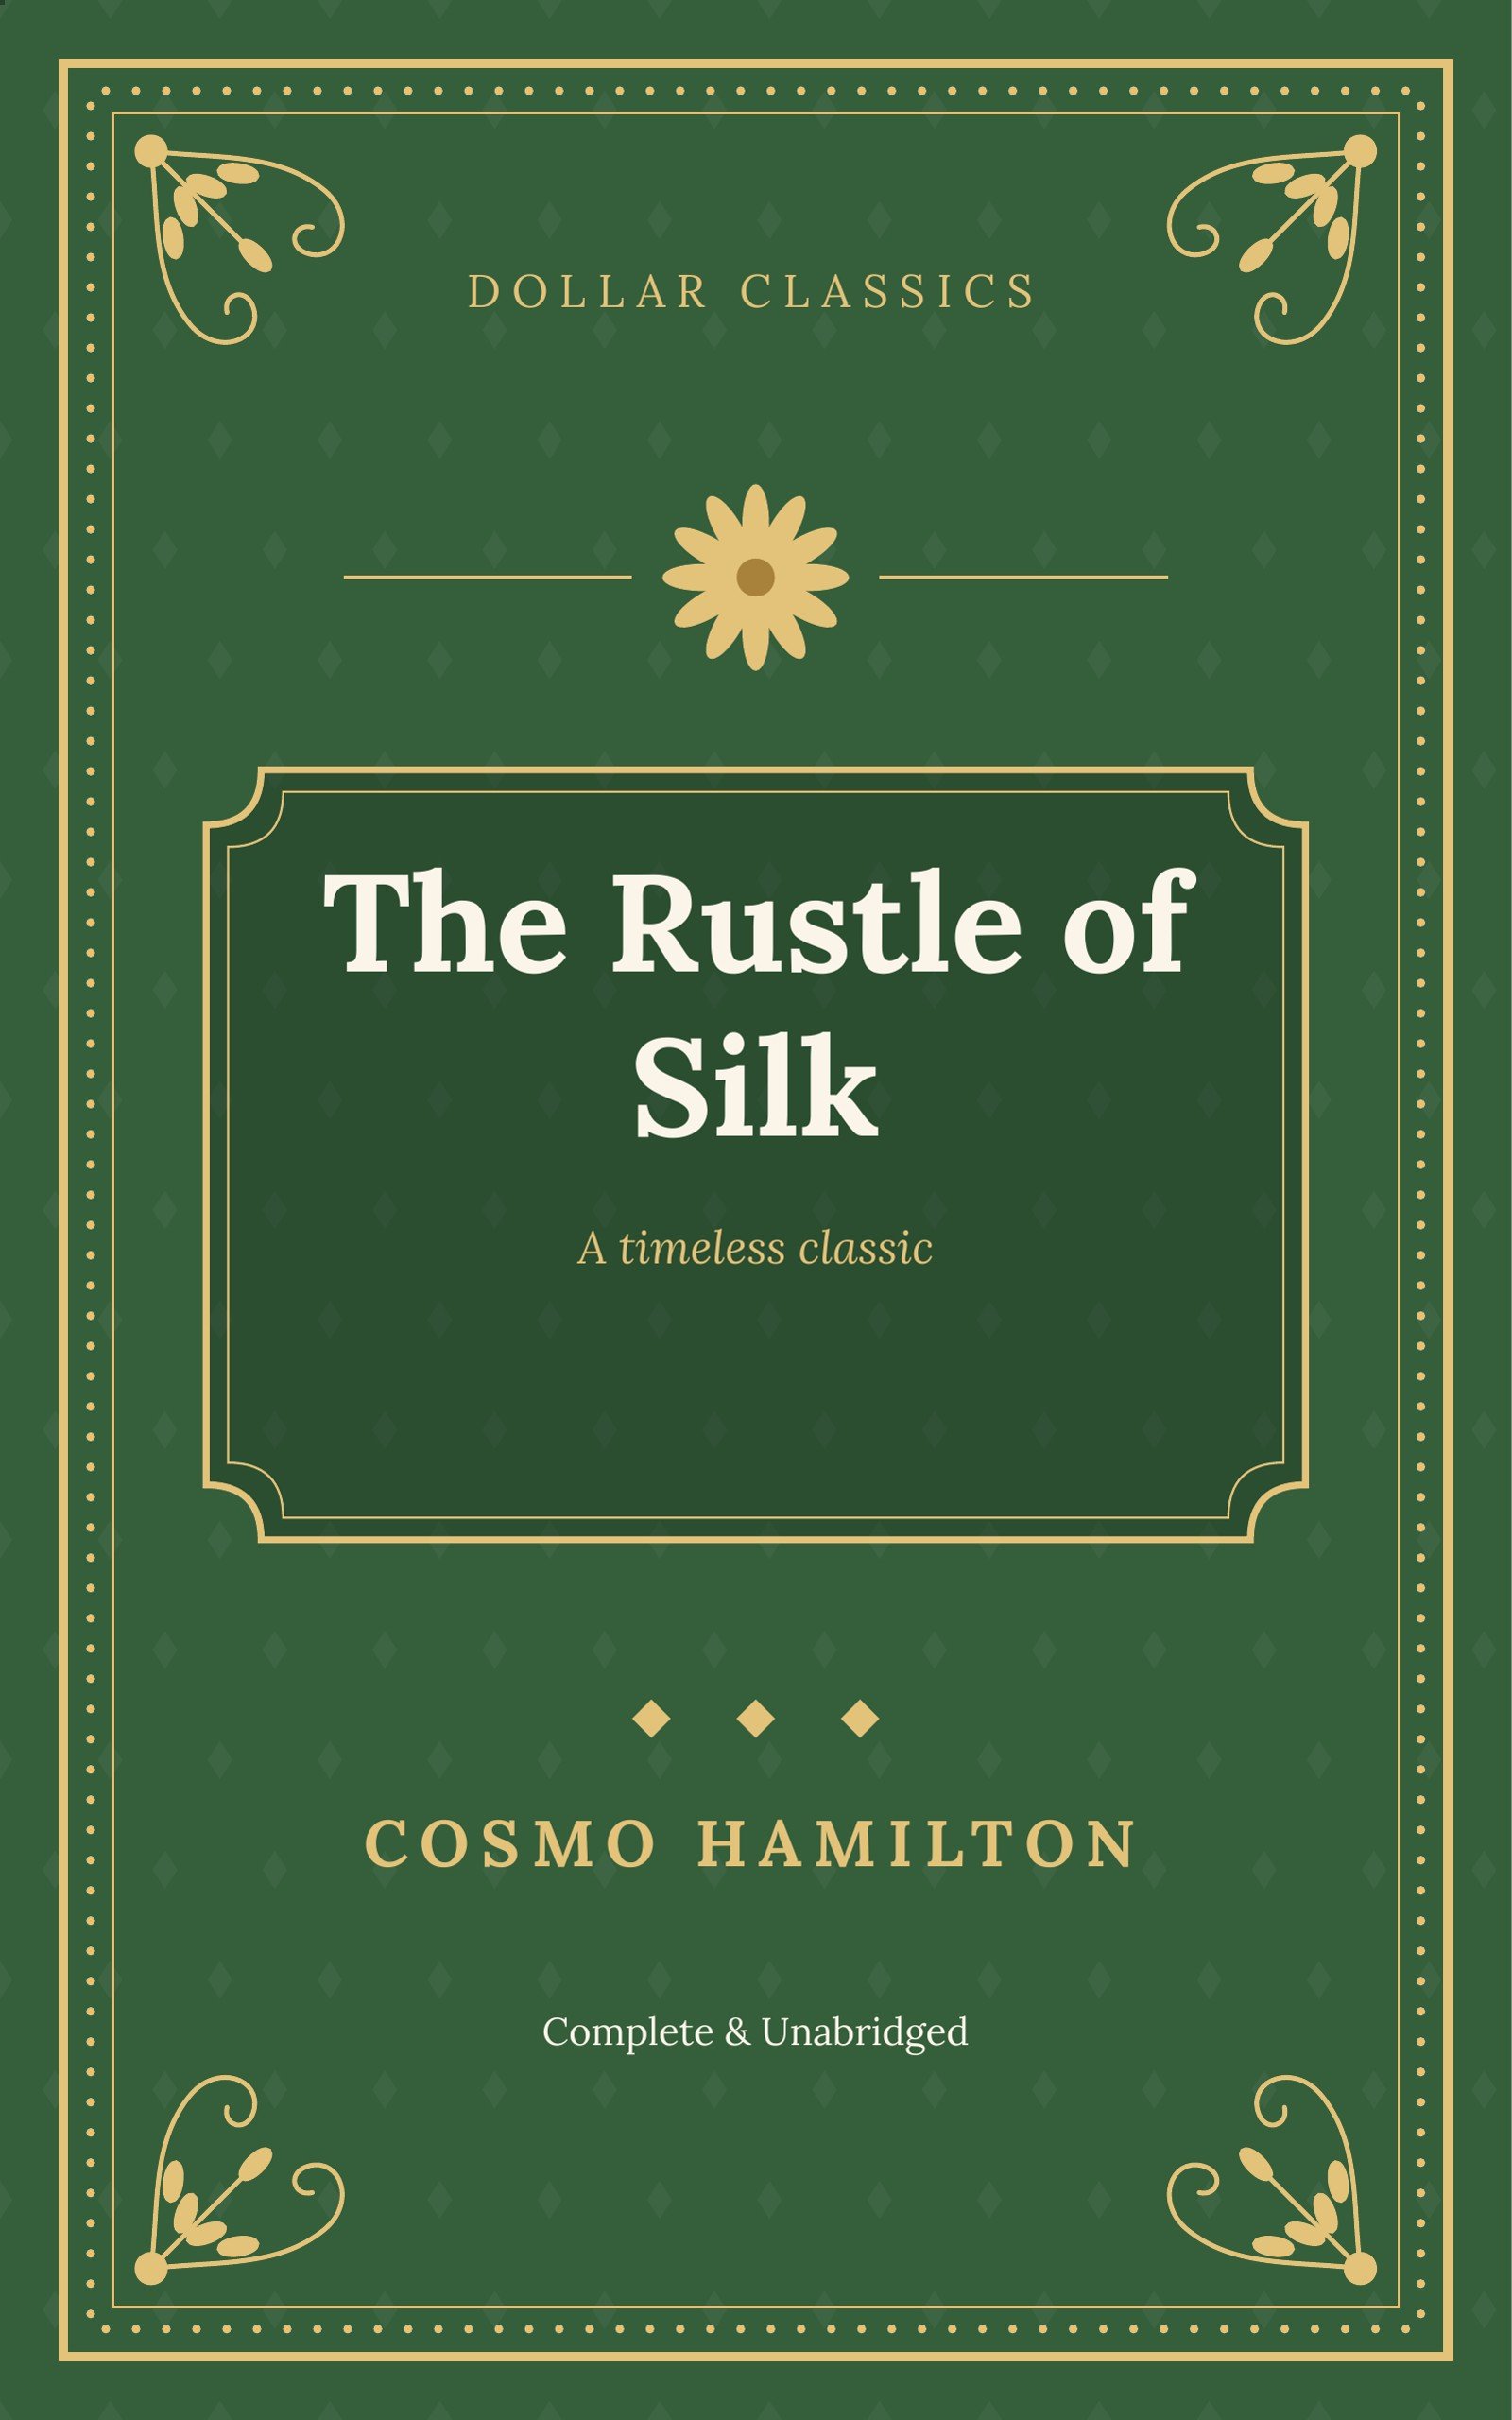 DOLLAR CLASSICS
The Rustle of
Silk
A timeless classic
COSMO HAMILTON
Complete & Unabridged